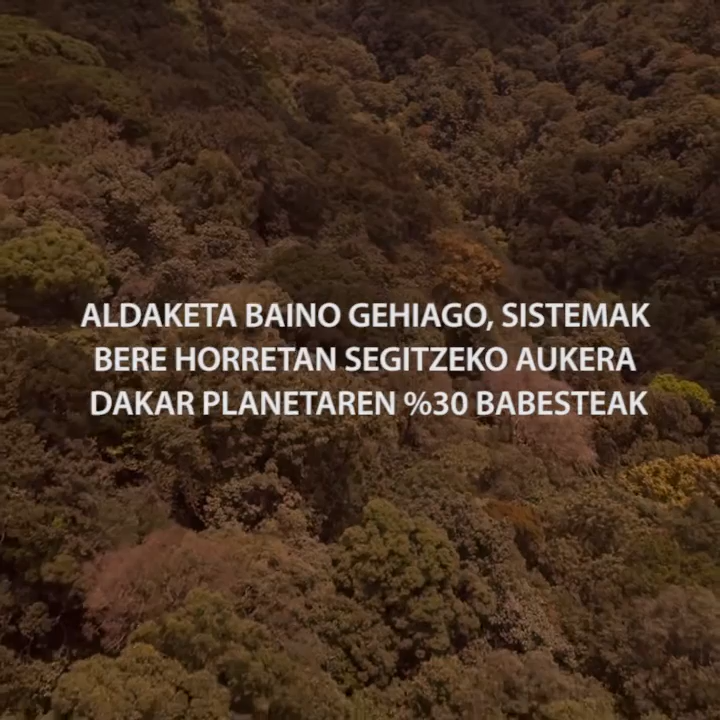 ALDAKETA BAINO GEHIAGO, SISTEMAK
BERE HORRETAN SEGITZEKO AUKERA
DAKAR PLANETAREN %30 BABESTEAK